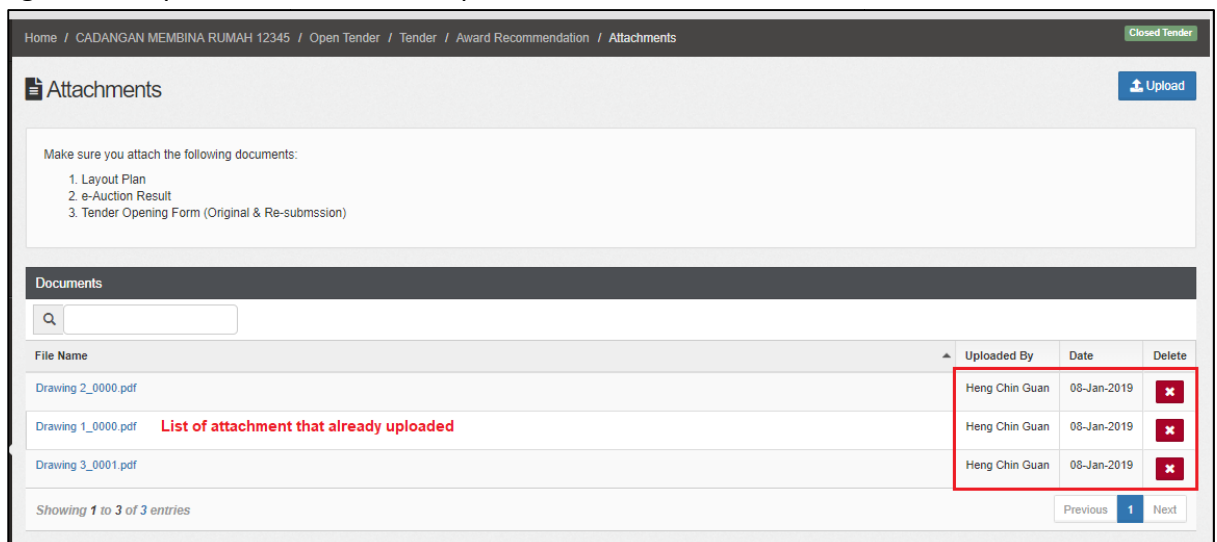 Home / CADANGAN MEMBINA RUMAH 12345 / Open Tender / Tender / Award Recommendation / Attachments Closed Tender
Attachments Upload
Make sure you attach the following documents:
1. Layout Plan
2. e-Auction Result
3. Tender Opening Form (Original & Re-submssion)
Documents
File Name Uploaded By Date Delete
Drawing 2_0000.pdf Heng Chin Guan 08-Jan-2019
Drawing 1_0000.pdf List of attachment that already uploaded Heng Chin Guan 08-Jan-2019
Drawing 3_0001.pdf Heng Chin Guan 08-Jan-2019
Showing 1 to 3 of 3 entries Previous 1 Next